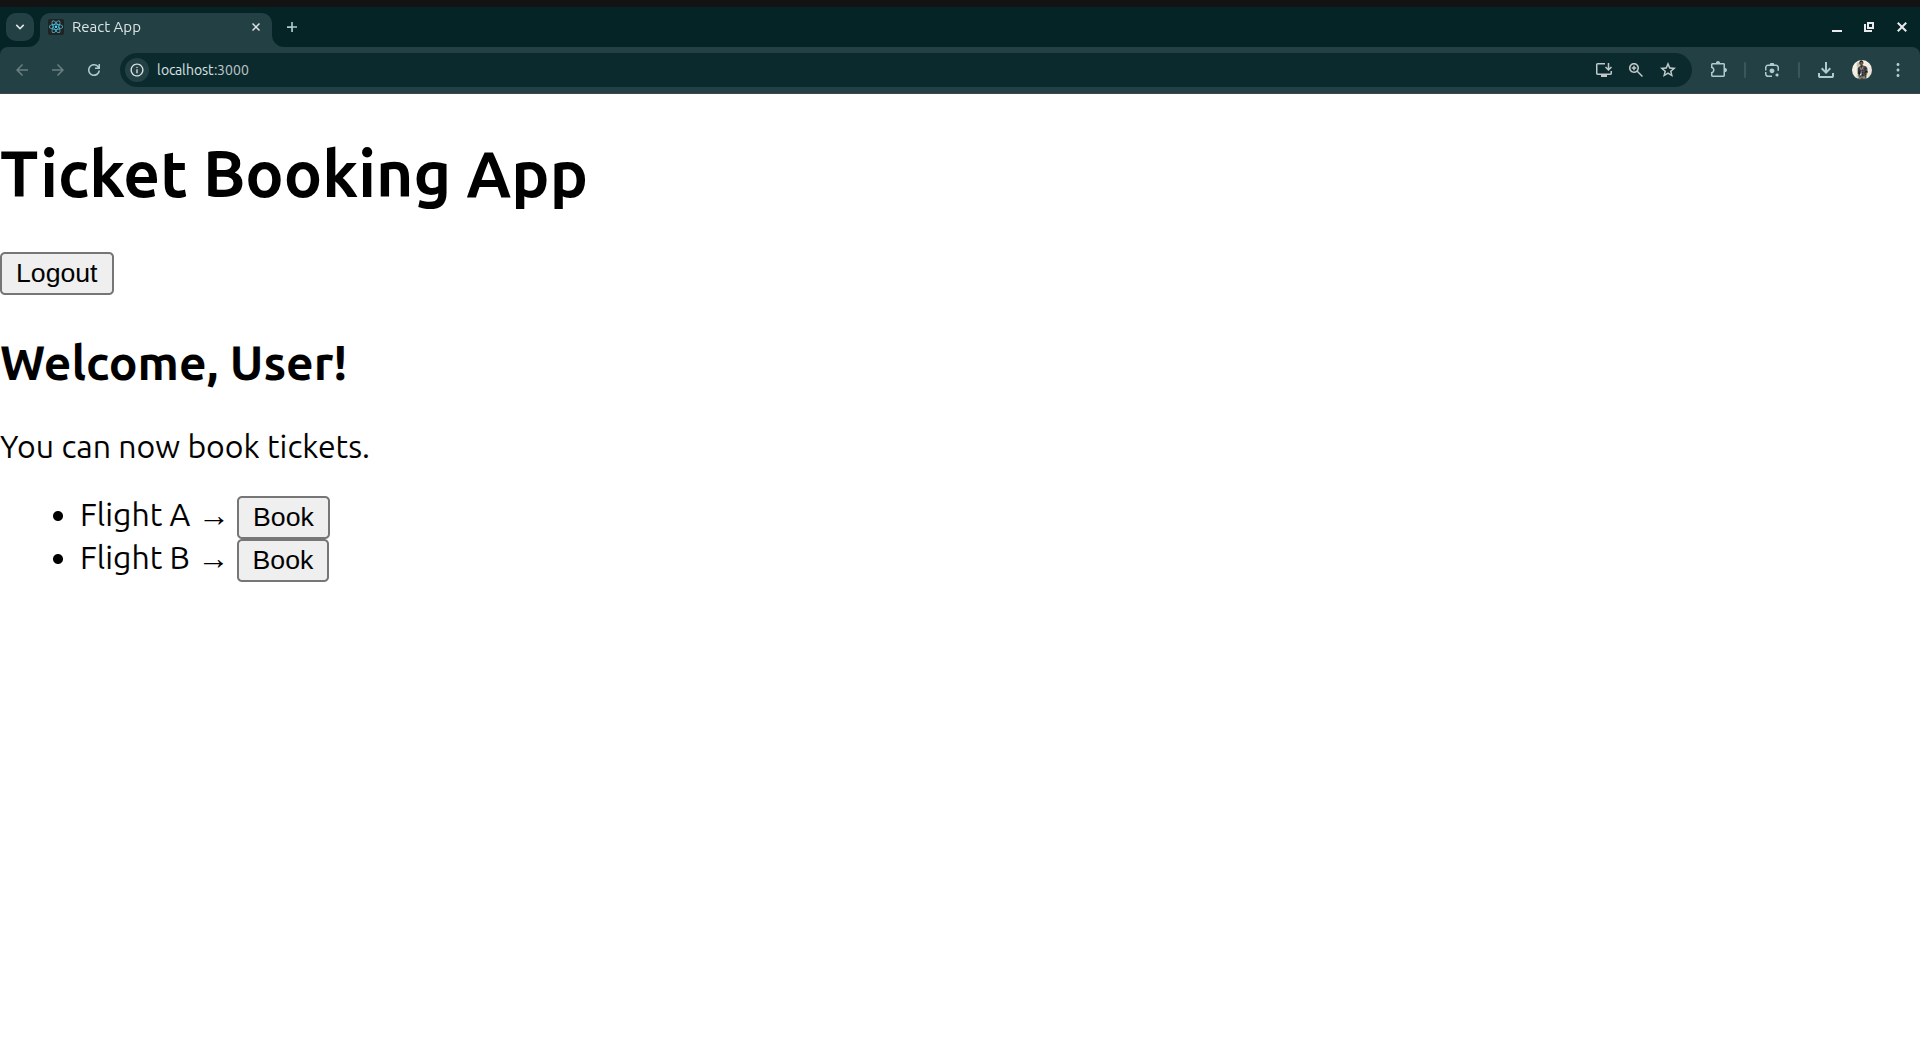 React App
localhost:3000
Ticket Booking App
Logout
Welcome, User!
You can now book tickets.
• Flight A → Book
• Flight B → Book